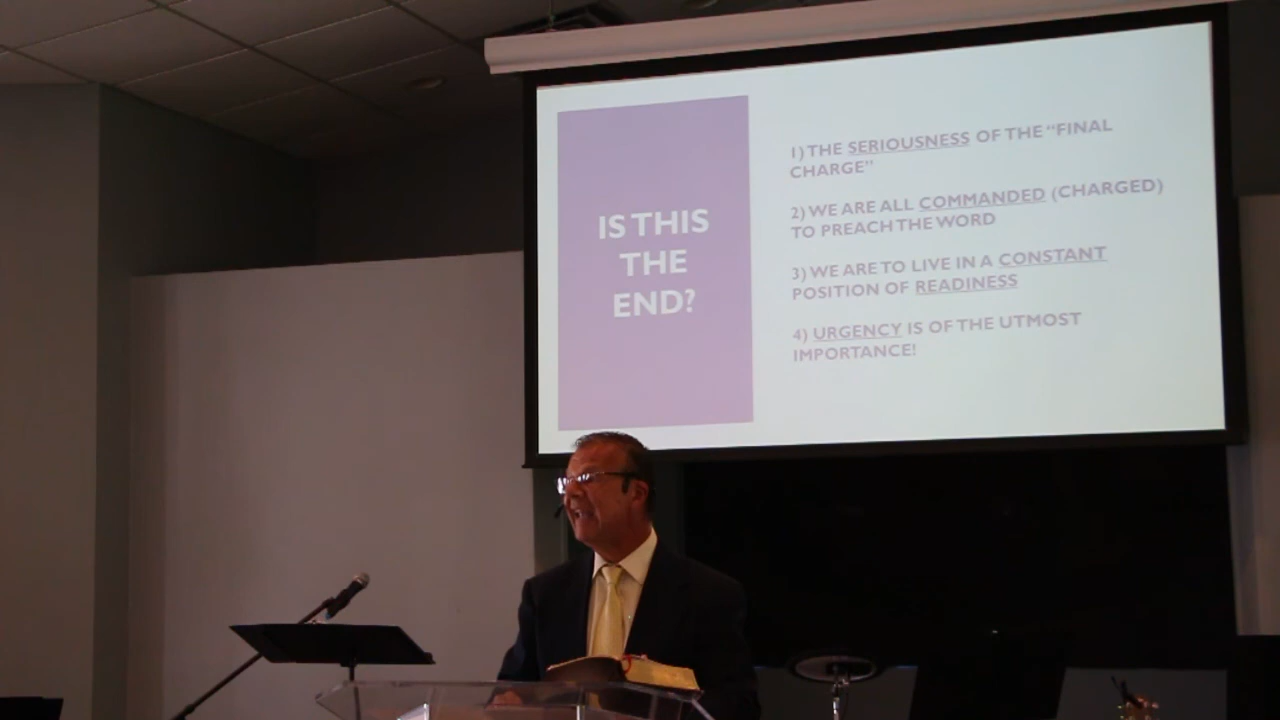 IS THIS
THE
END?
1) THE SERIOUSNESS OF THE "FINAL
CHARGE"
2) WE ARE ALL COMMANDED (CHARGED)
TO PREACH THE WORD
3) WE ARE TO LIVE IN A CONSTANT
POSITION OF READINESS
4) URGENCY IS OF THE UTMOST
IMPORTANCE!